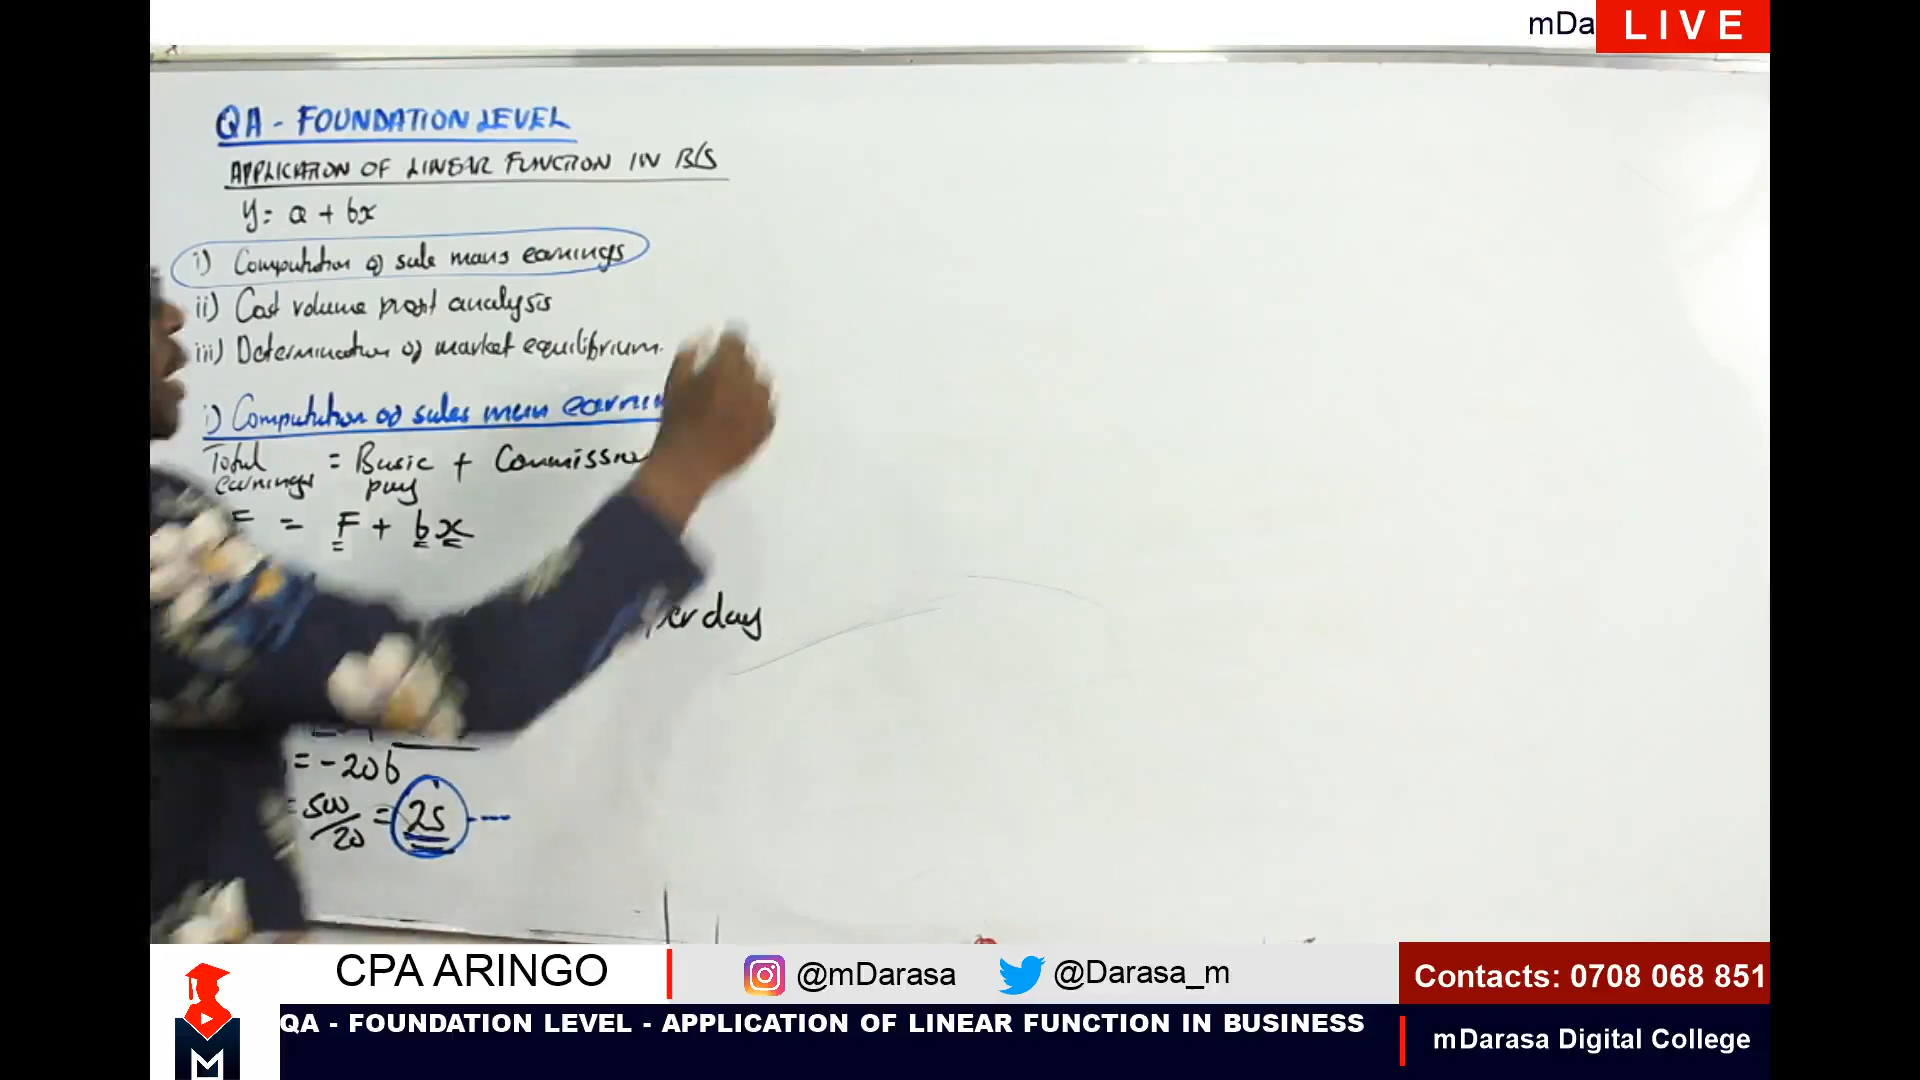 mDa
LIVE
QA - FOUNDATION LEVEL
APPLICATION OF LINEAR FUNCTION IN B/S
y = a + bx
i) Computation of sale mans earnings
ii) Cost volume profit analysis
iii) Determination of market equilibrium.
i) Computation of sales men
Total earnings = Basic pay +
= F + bx
day
= -20b
= 500/20 = 25
CPA ARINGO
@mDarasa
@Darasa_m
Contacts: 0708 068 851
M
QA - FOUNDATION LEVEL - APPLICATION OF LINEAR FUNCTION IN BUSINESS
mDarasa Digital College